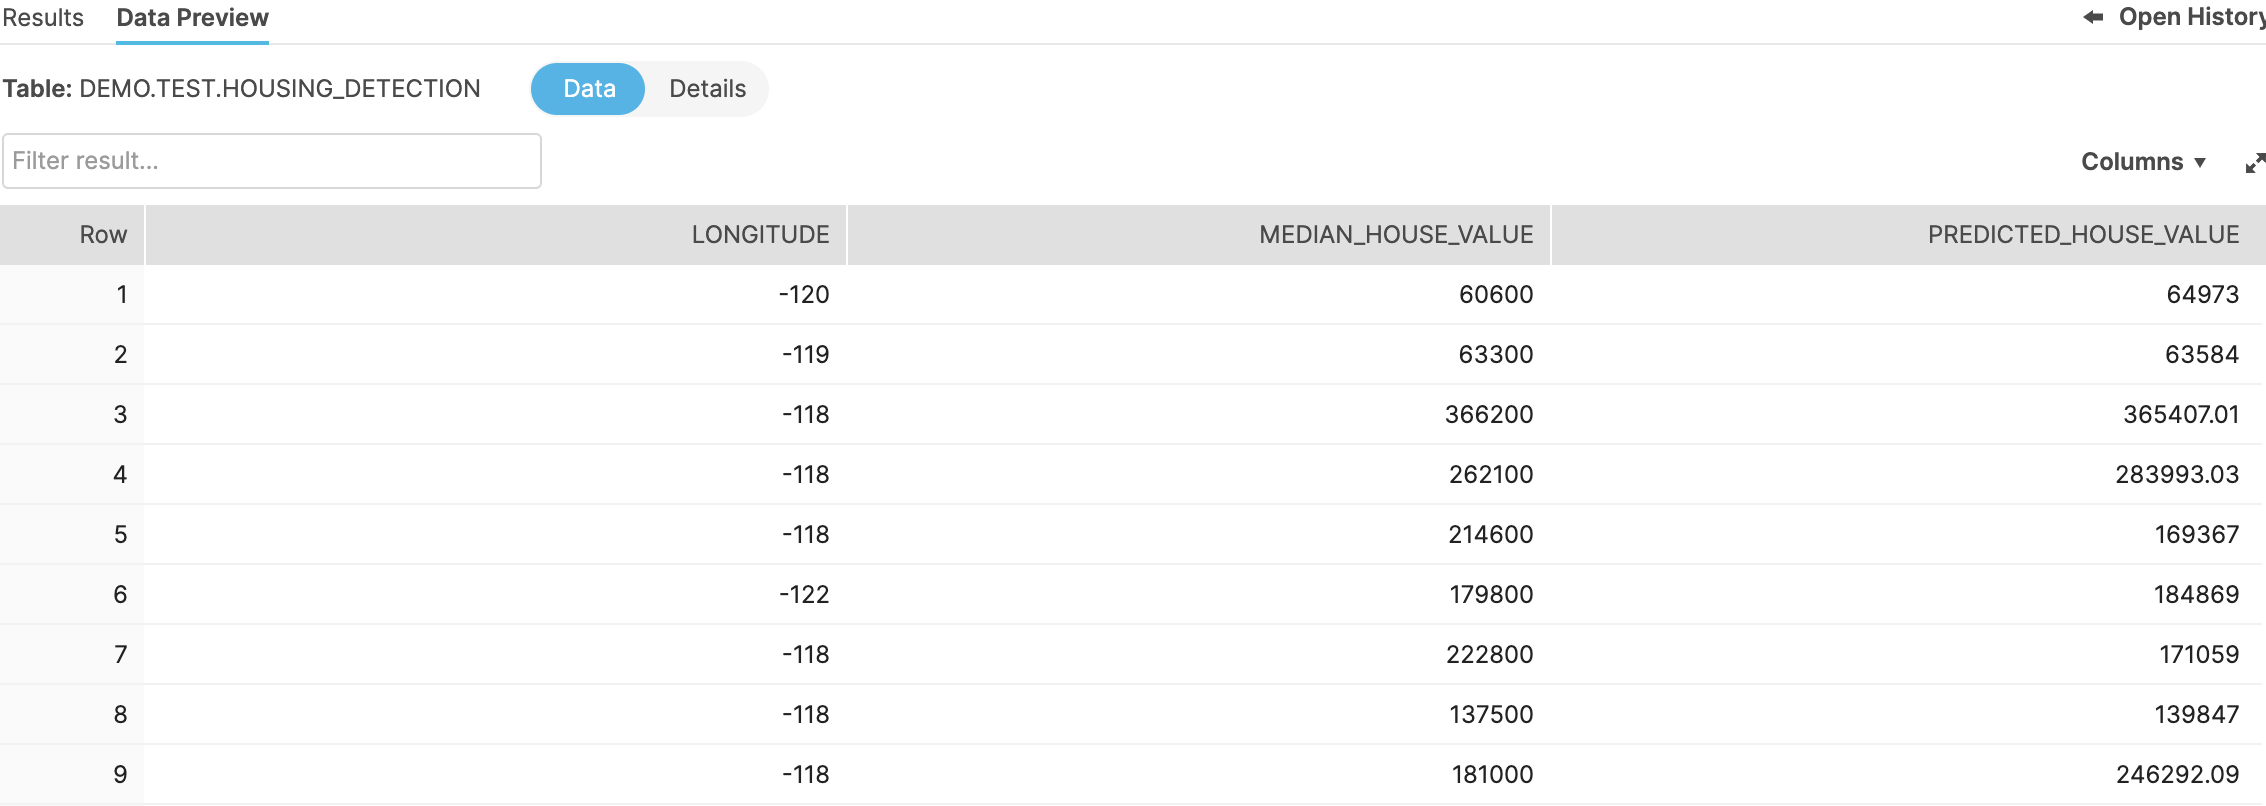 Results Data Preview Open History
Table: DEMO.TEST.HOUSING_DETECTION Data Details
Filter result...
Columns
Row LONGITUDE MEDIAN_HOUSE_VALUE PREDICTED_HOUSE_VALUE
1 -120 60600 64973
2 -119 63300 63584
3 -118 366200 365407.01
4 -118 262100 283993.03
5 -118 214600 169367
6 -122 179800 184869
7 -118 222800 171059
8 -118 137500 139847
9 -118 181000 246292.09